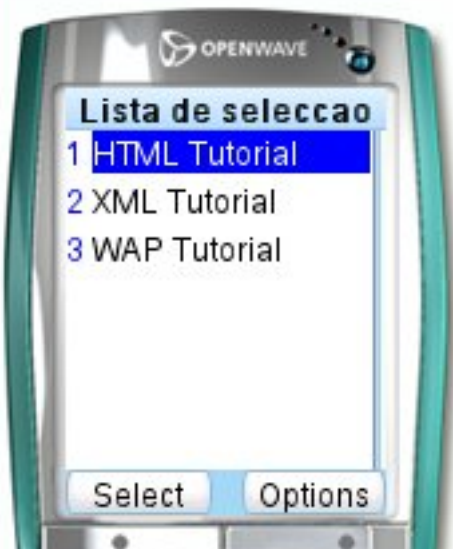 OPENWAVE
Lista de seleccao
1 HTML Tutorial
2 XML Tutorial
3 WAP Tutorial
Select Options